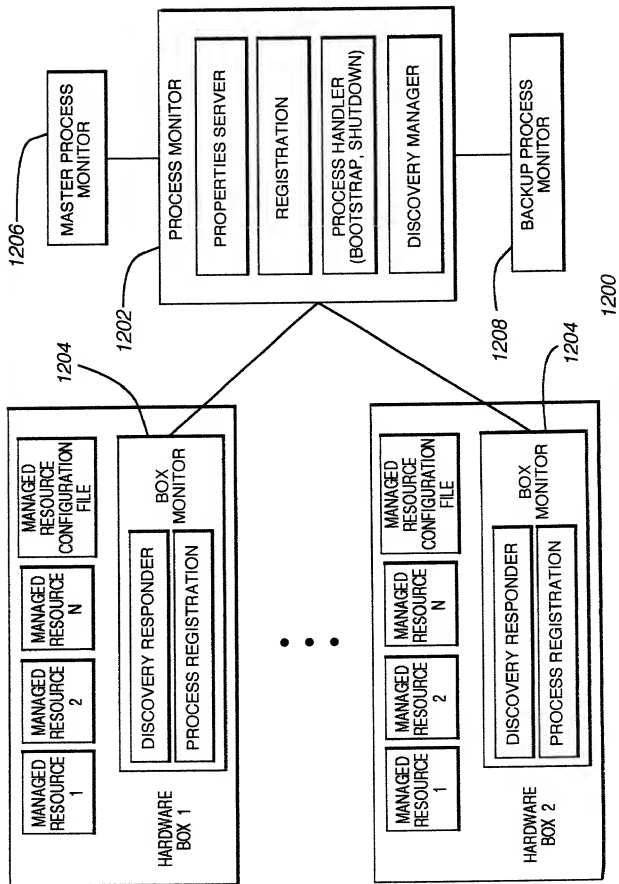 1206
MASTER PROCESS
MONITOR
1202
PROCESS MONITOR
PROPERTIES SERVER
REGISTRATION
PROCESS HANDLER
(BOOTSTRAP, SHUTDOWN)
DISCOVERY MANAGER
1208
BACKUP PROCESS
MONITOR
1200
1204
MANAGED
RESOURCE
1
MANAGED
RESOURCE
2
MANAGED
RESOURCE
N
MANAGED
RESOURCE
CONFIGURATION
FILE
HARDWARE
BOX 1
DISCOVERY RESPONDER
PROCESS REGISTRATION
BOX
MONITOR
1204
MANAGED
RESOURCE
1
MANAGED
RESOURCE
2
MANAGED
RESOURCE
N
MANAGED
RESOURCE
CONFIGURATION
FILE
HARDWARE
BOX 2
DISCOVERY RESPONDER
PROCESS REGISTRATION
BOX
MONITOR